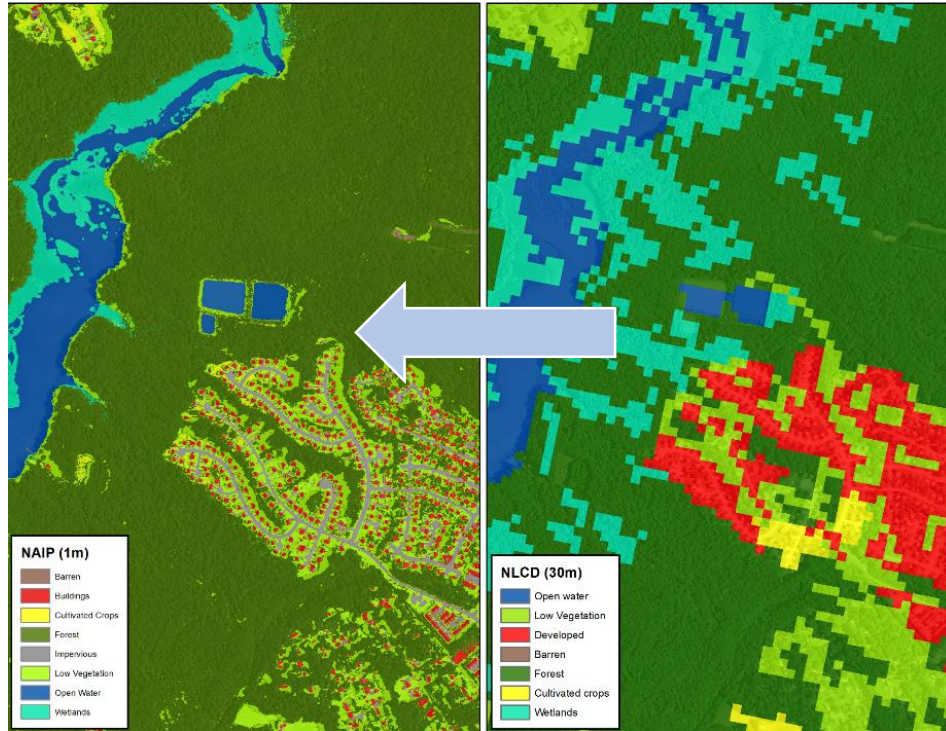 NAIP (1m)
Barren
Buildings
Cultivated Crops
Forest
Impervious
Low Vegetation
Open Water
Wetlands
NLCD (30m)
Open water
Low Vegetation
Developed
Barren
Forest
Cultivated crops
Wetlands